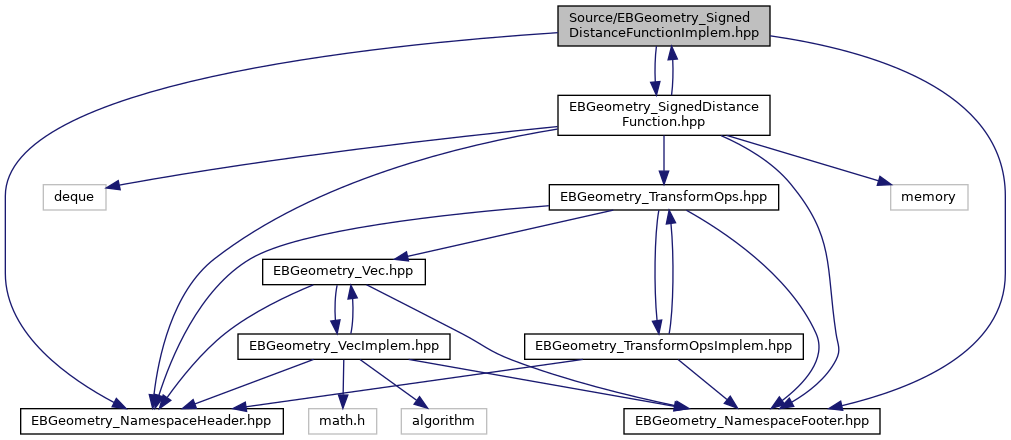 Source/EBGeometry_Signed
DistanceFunctionImplem.hpp
EBGeometry_SignedDistance
Function.hpp
deque
EBGeometry_TransformOps.hpp
memory
EBGeometry_Vec.hpp
EBGeometry_VecImplem.hpp
EBGeometry_TransformOpsImplem.hpp
EBGeometry_NamespaceHeader.hpp
math.h
algorithm
EBGeometry_NamespaceFooter.hpp